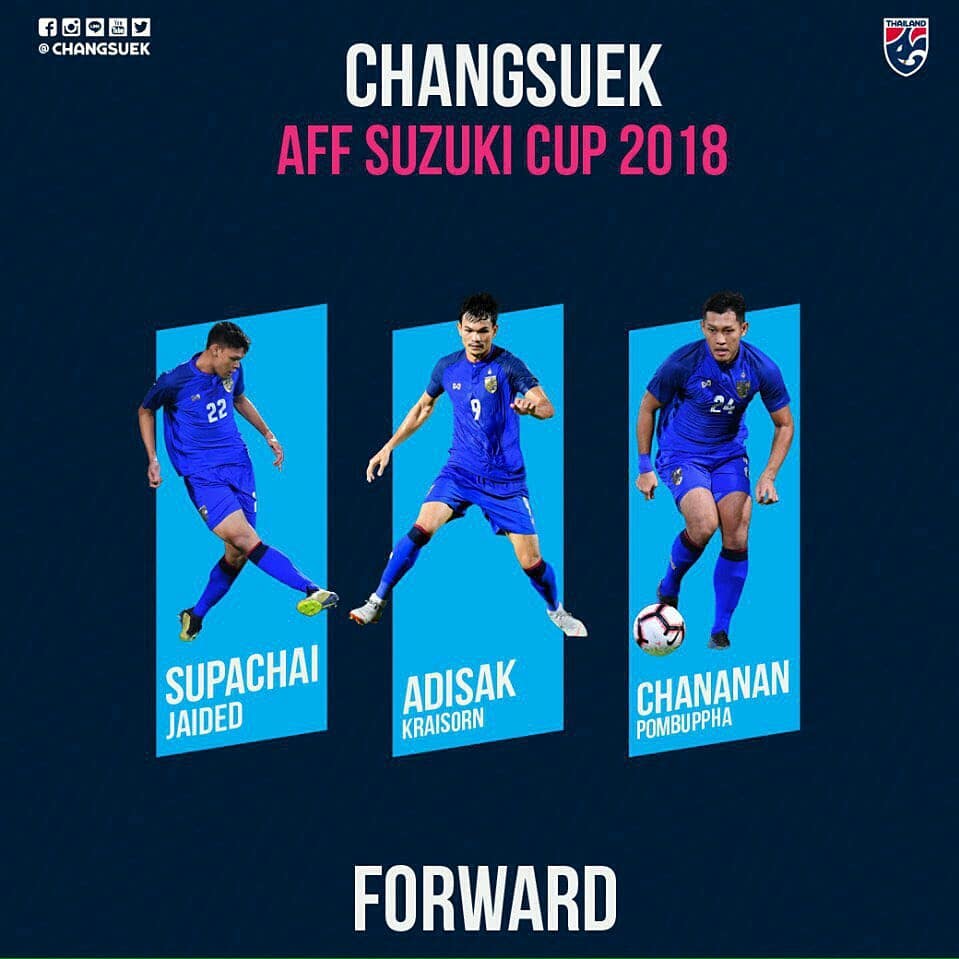 @CHANGSUEK
THAILAND
CHANGSUEK
AFF SUZUKI CUP 2018
22
9
24
SUPACHAI
JAIDED
ADISAK
KRAISORN
CHANANAN
POMBUPPHA
FORWARD